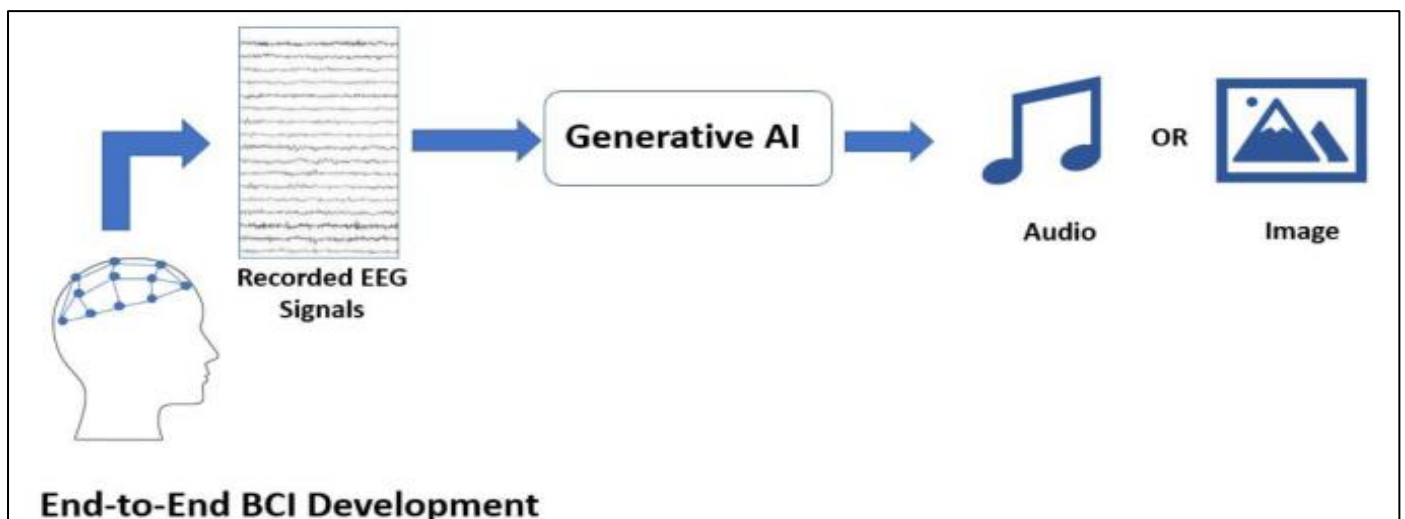 Recorded EEG
Signals
Generative AI
Audio
OR
Image
End-to-End BCI Development